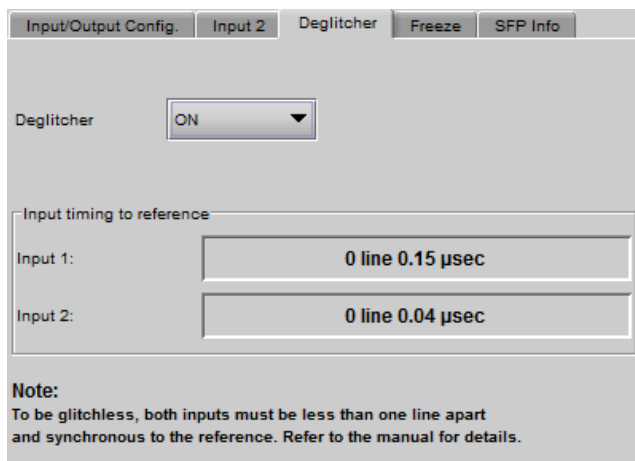 Input/Output Config. Input 2 Deglitcher Freeze SFP Info
Deglitcher ON
Input timing to reference
Input 1: 0 line 0.15 µsec
Input 2: 0 line 0.04 µsec
Note:
To be glitchless, both inputs must be less than one line apart
and synchronous to the reference. Refer to the manual for details.